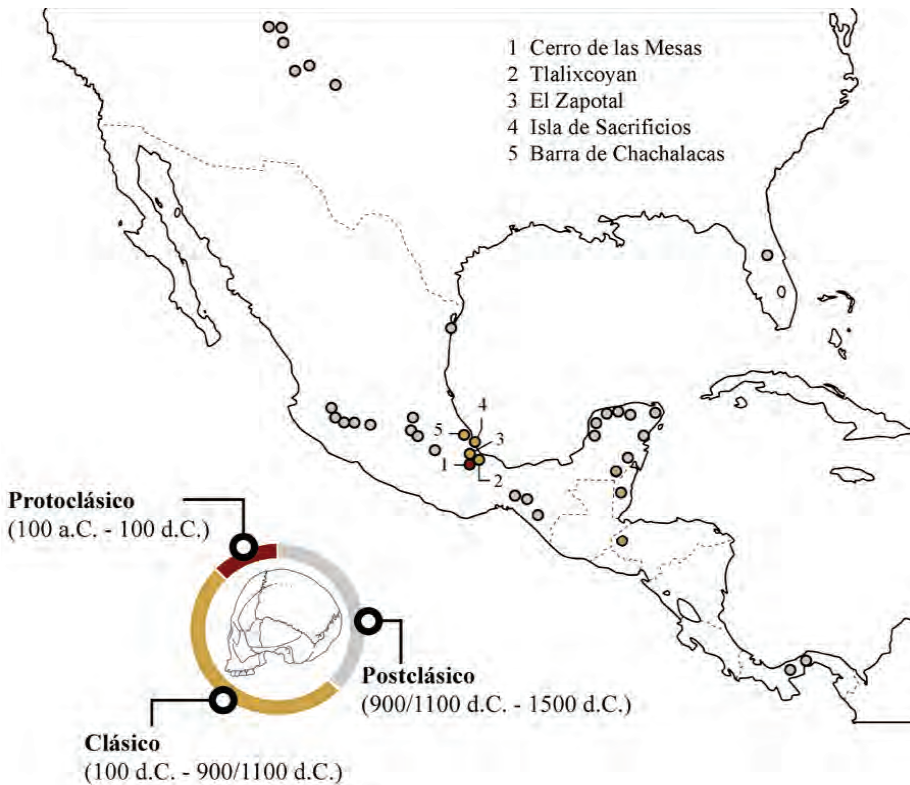 1 Cerro de las Mesas
2 Tlalixcoyan
3 El Zapotal
4 Isla de Sacrificios
5 Barra de Chachalacas
4
5
3
1
2
Protoclásico
(100 a.C. - 100 d.C.)
Postclásico
(900/1100 d.C. - 1500 d.C.)
Clásico
(100 d.C. - 900/1100 d.C.)